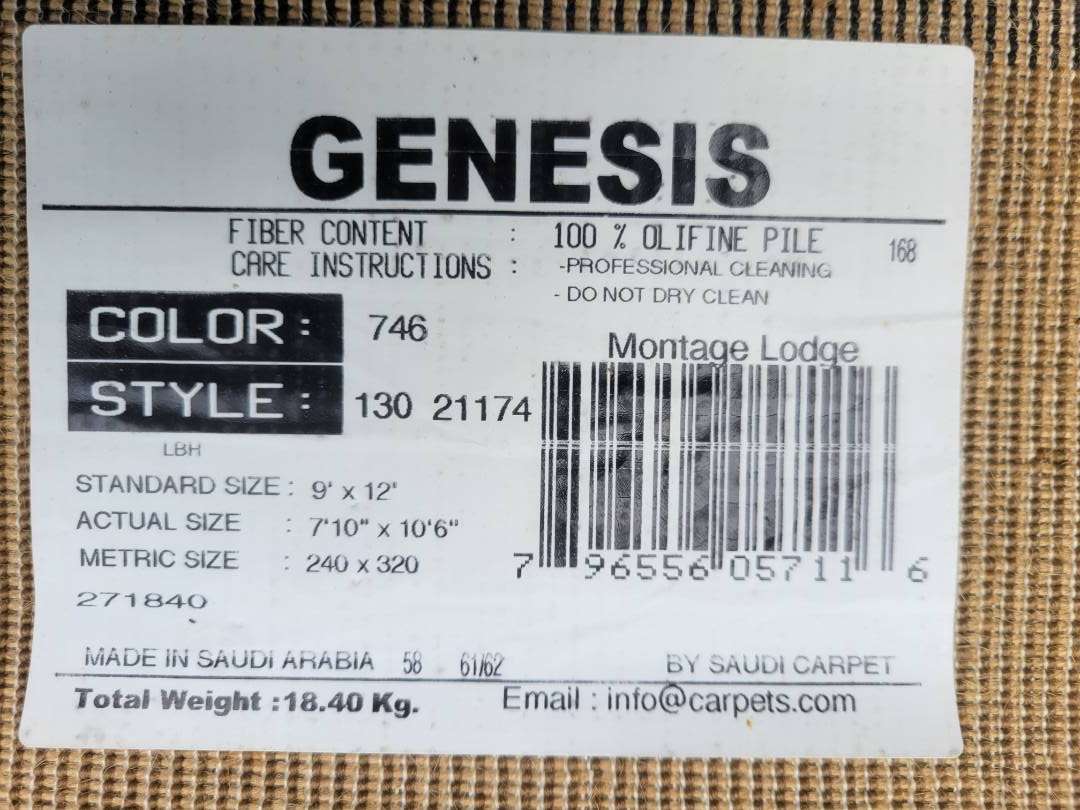 GENESIS
FIBER CONTENT : 100 % OLIFINE PILE 168
CARE INSTRUCTIONS : -PROFESSIONAL CLEANING
- DO NOT DRY CLEAN
COLOR : 746
Montage Lodge
STYLE : 130 21174
LBH
STANDARD SIZE : 9' x 12'
ACTUAL SIZE : 7'10" x 10'6"
METRIC SIZE : 240 x 320
7 96556 05711 6
271840
MADE IN SAUDI ARABIA 58 61/62 BY SAUDI CARPET
Total Weight :18.40 Kg. Email : info@carpets.com